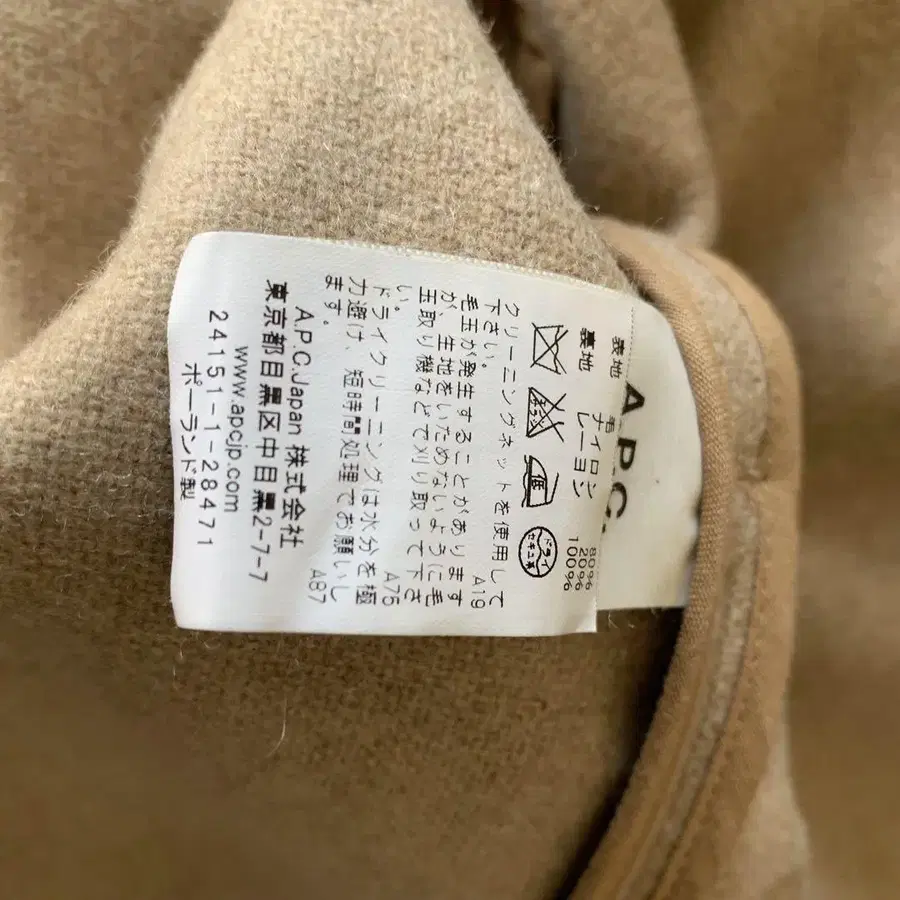 A.P.C.
表地 毛 80%
ナイロン 20%
裏地 レーヨン 100%
ドライ
セキユ系
クリーニングネットを使用して
下さい。 A19
毛玉が発生することがあります
が、生地をいためないように毛
玉取り機などで刈り取って下さ
い。 A75
ドライクリーニングは水分を極
力避け、短時間処理でお願いし
ます。 A87
A.P.C.Japan 株式会社
東京都目黒区中目黒2-7-7
www.apcjp.com
24151-1-28471
ポーランド製